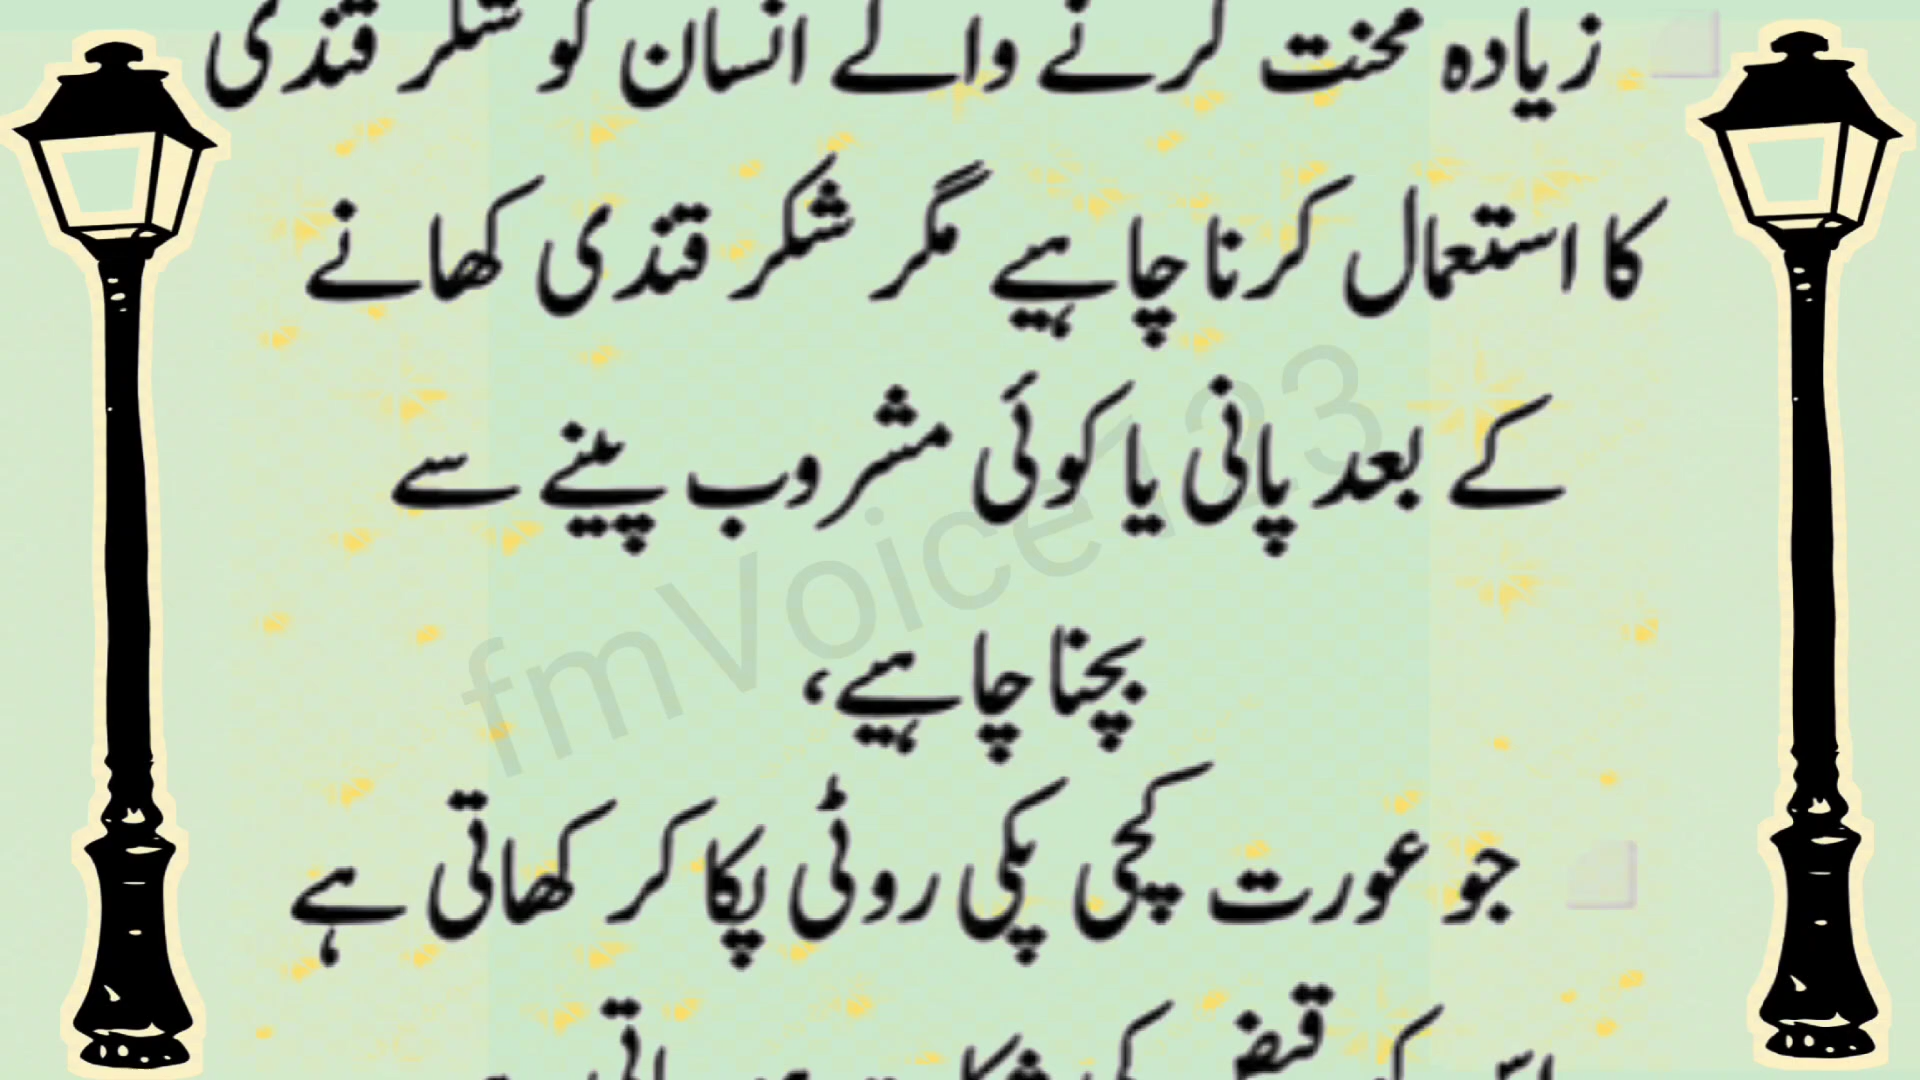 زیادہ محنت کرنے والے انسان کو شکر قندی
کا استعمال کرنا چاہیے مگر شکر قندی کھانے
کے بعد پانی یا کوئی مشروب پینے سے
بچنا چاہیے،
جو عورت کچی پکی روٹی پکا کر کھاتی ہے
fmVoice123